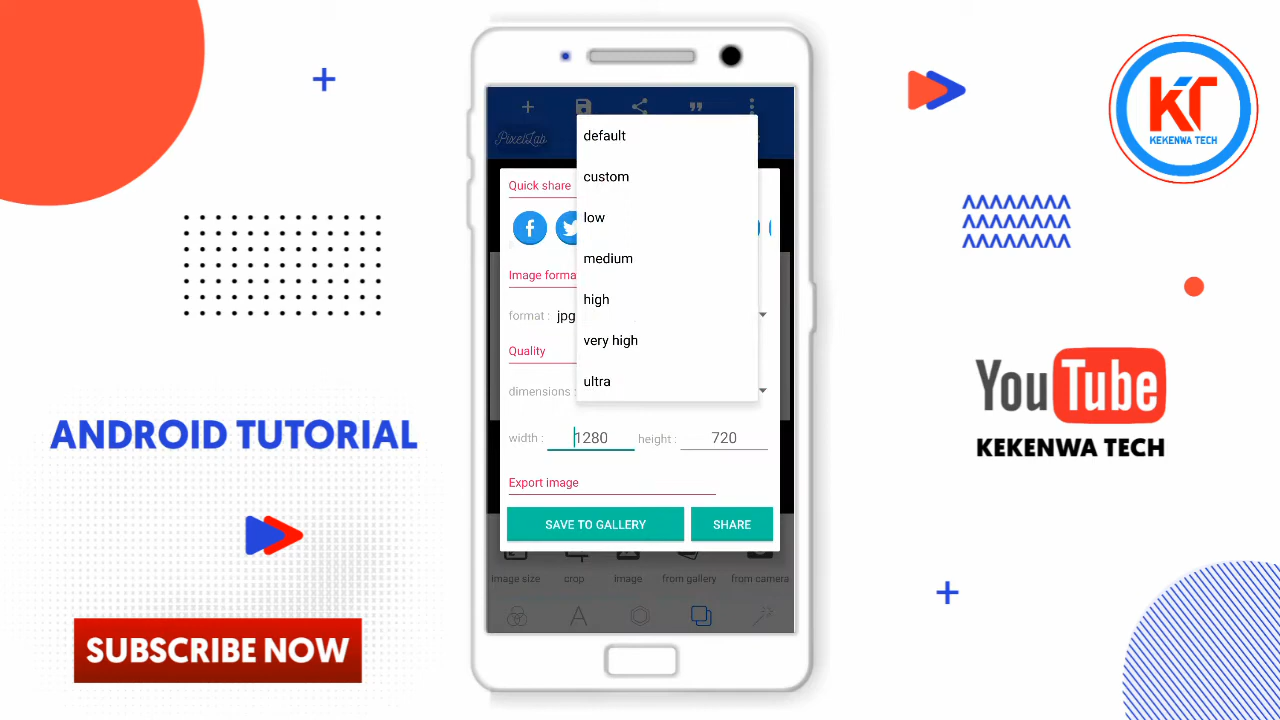 KT
KEKENWA TECH
PixelLab
default
custom
low
medium
high
very high
ultra
Quick share
Image forma
format : jpg
Quality
dimensions :
width : 1280 height : 720
Export image
SAVE TO GALLERY SHARE
image size crop image from gallery from camera
ANDROID TUTORIAL
SUBSCRIBE NOW
YouTube
KEKENWA TECH